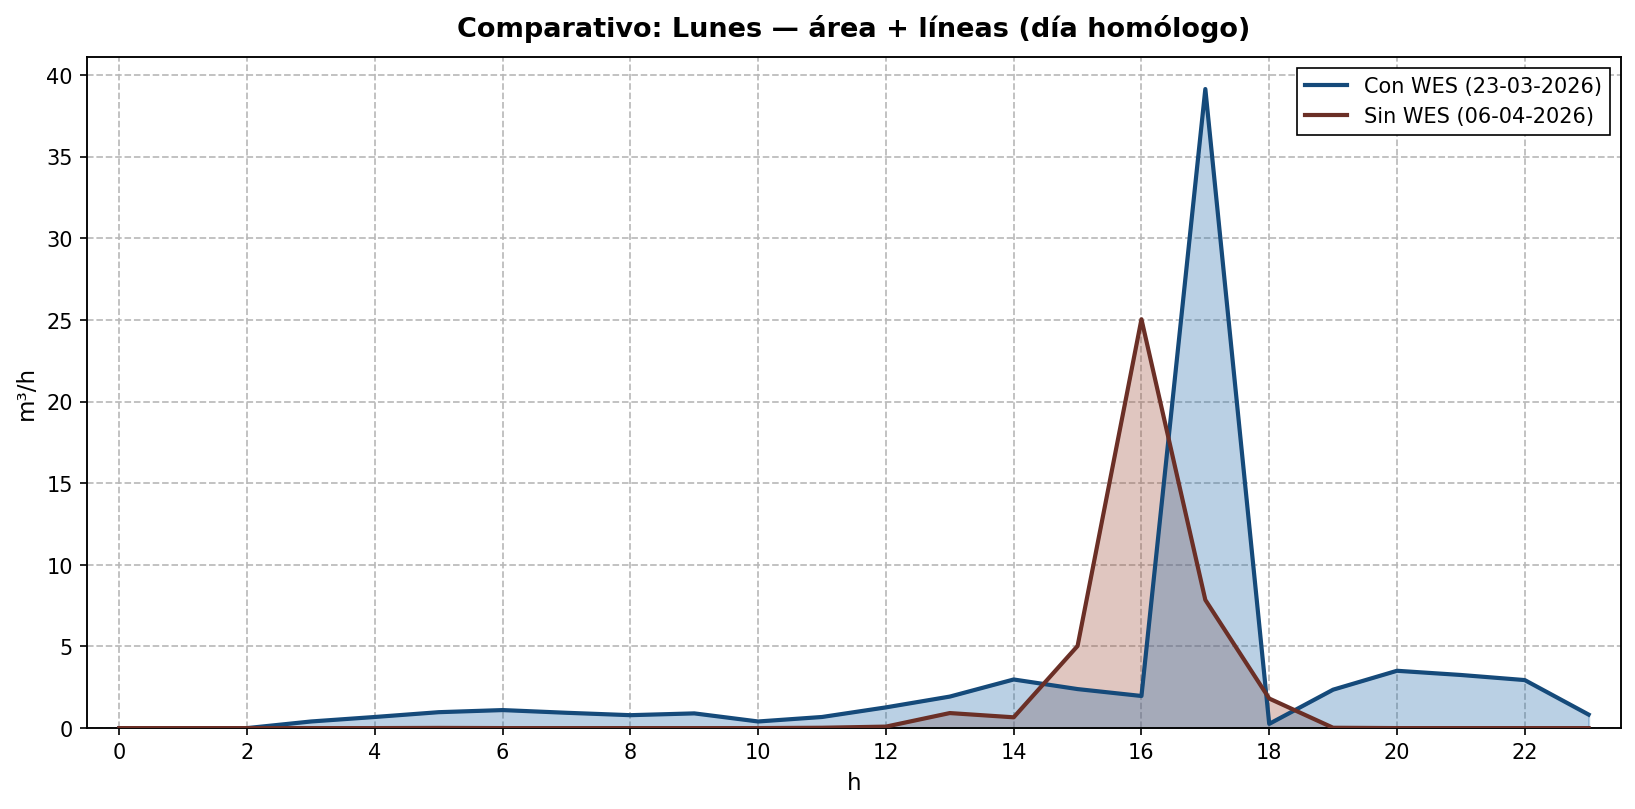 Comparativo: Lunes — área + líneas (día homólogo)
Con WES (23-03-2026)
Sin WES (06-04-2026)
m³/h
40
35
30
25
20
15
10
5
0
0 2 4 6 8 10 12 14 16 18 20 22
h